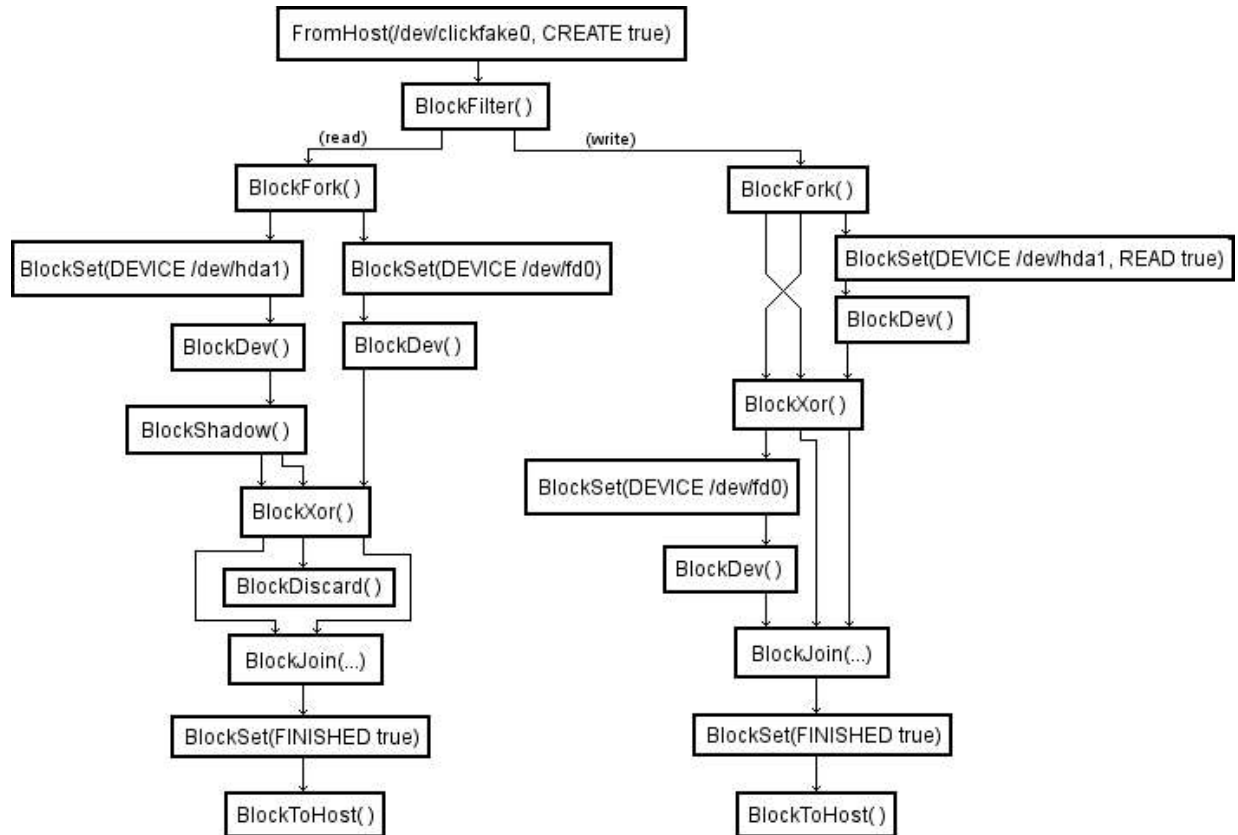 FromHost(/dev/clickfake0, CREATE true)
BlockFilter( )
(read)
(write)
BlockFork( )
BlockFork( )
BlockSet(DEVICE /dev/hda1)
BlockSet(DEVICE /dev/fd0)
BlockSet(DEVICE /dev/hda1, READ true)
BlockDev( )
BlockDev( )
BlockDev( )
BlockShadow( )
BlockXor( )
BlockSet(DEVICE /dev/fd0)
BlockXor( )
BlockDiscard( )
BlockDev( )
BlockJoin(...)
BlockJoin(...)
BlockSet(FINISHED true)
BlockSet(FINISHED true)
BlockToHost( )
BlockToHost( )